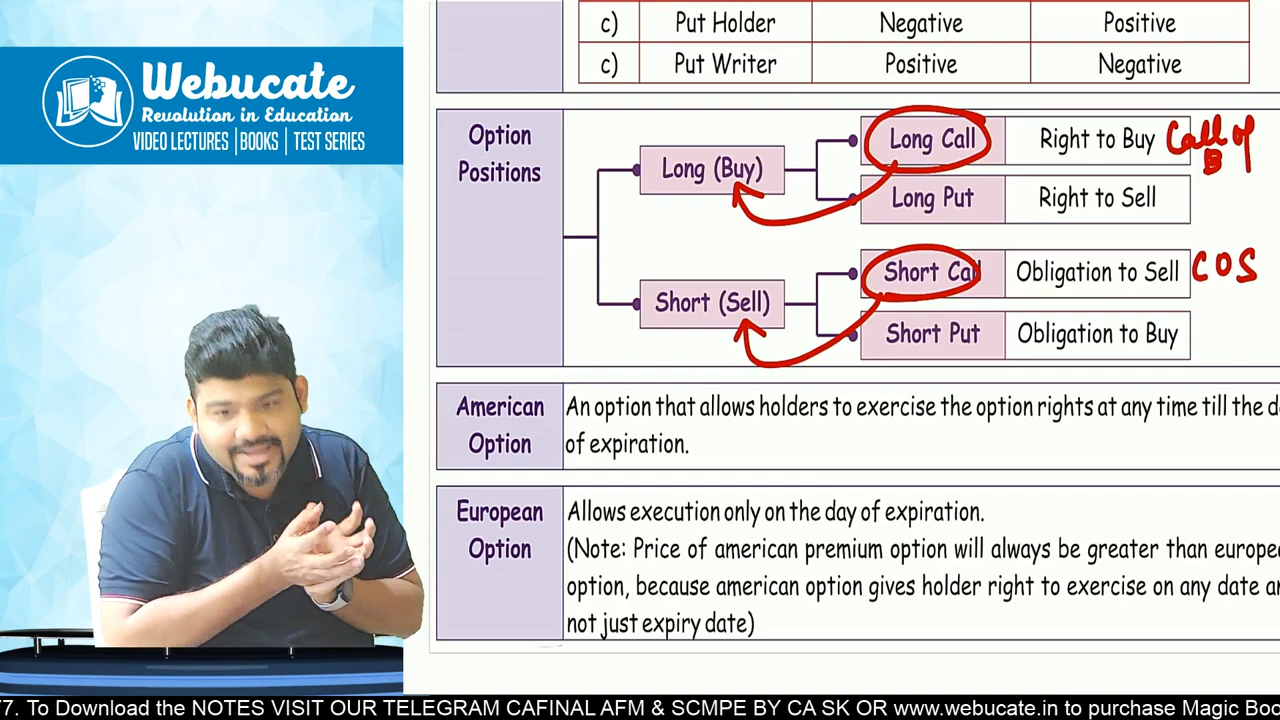 Webucate
Revolution in Education
VIDEO LECTURES | BOOKS | TEST SERIES
c) Put Holder Negative Positive
c) Put Writer Positive Negative
Option Positions
Long (Buy)
Long Call Right to Buy Call op B
Long Put Right to Sell
Short (Sell)
Short Call Obligation to Sell COS
Short Put Obligation to Buy
American Option
An option that allows holders to exercise the option rights at any time till the d
of expiration.
European Option
Allows execution only on the day of expiration.
(Note: Price of american premium option will always be greater than europe
option, because american option gives holder right to exercise on any date a
not just expiry date)
77. To Download the NOTES VISIT OUR TELEGRAM CAFINAL AFM & SCMPE BY CA SK OR www.webucate.in to purchase Magic Boo